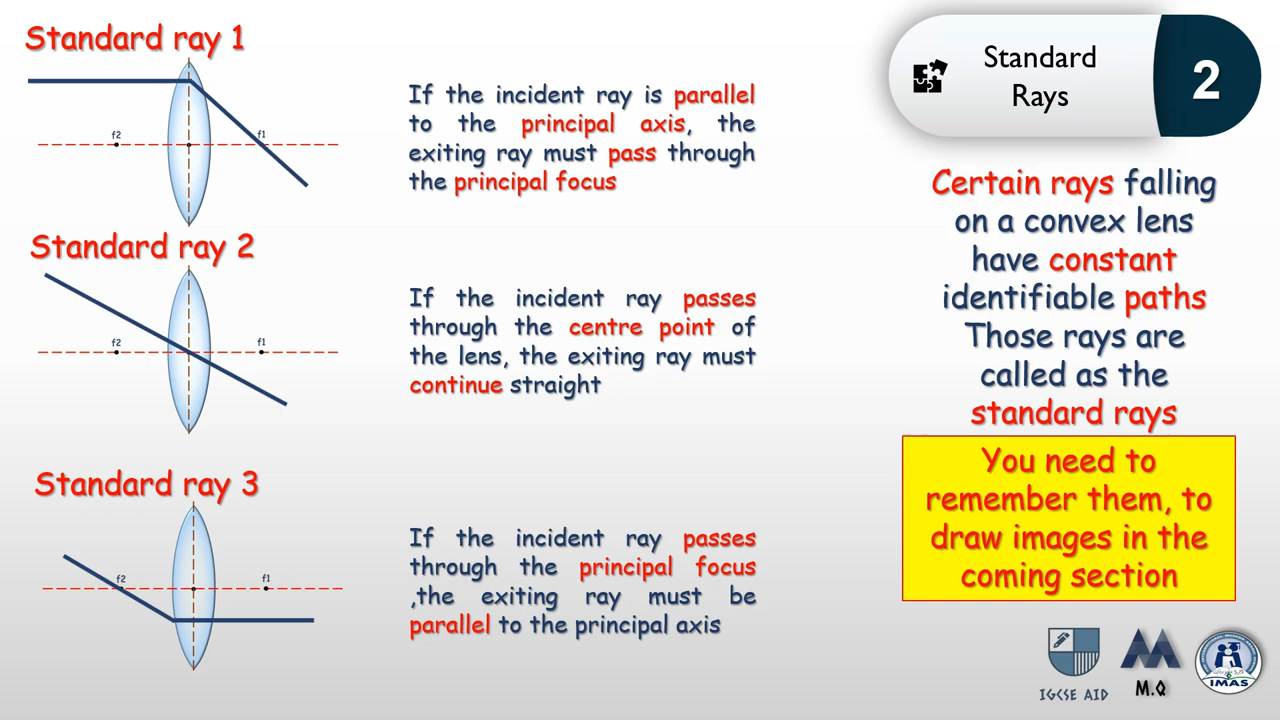 Standard ray 1
f2
f1
If the incident ray is parallel
to the principal axis, the
exiting ray must pass through
the principal focus
Standard ray 2
f2
f1
If the incident ray passes
through the centre point of
the lens, the exiting ray must
continue straight
Standard ray 3
f2
f1
If the incident ray passes
through the principal focus
,the exiting ray must be
parallel to the principal axis
Standard
Rays
2
Certain rays falling
on a convex lens
have constant
identifiable paths
Those rays are
called as the
standard rays
You need to
remember them, to
draw images in the
coming section
IGCSE AID
M.Q
IMAS